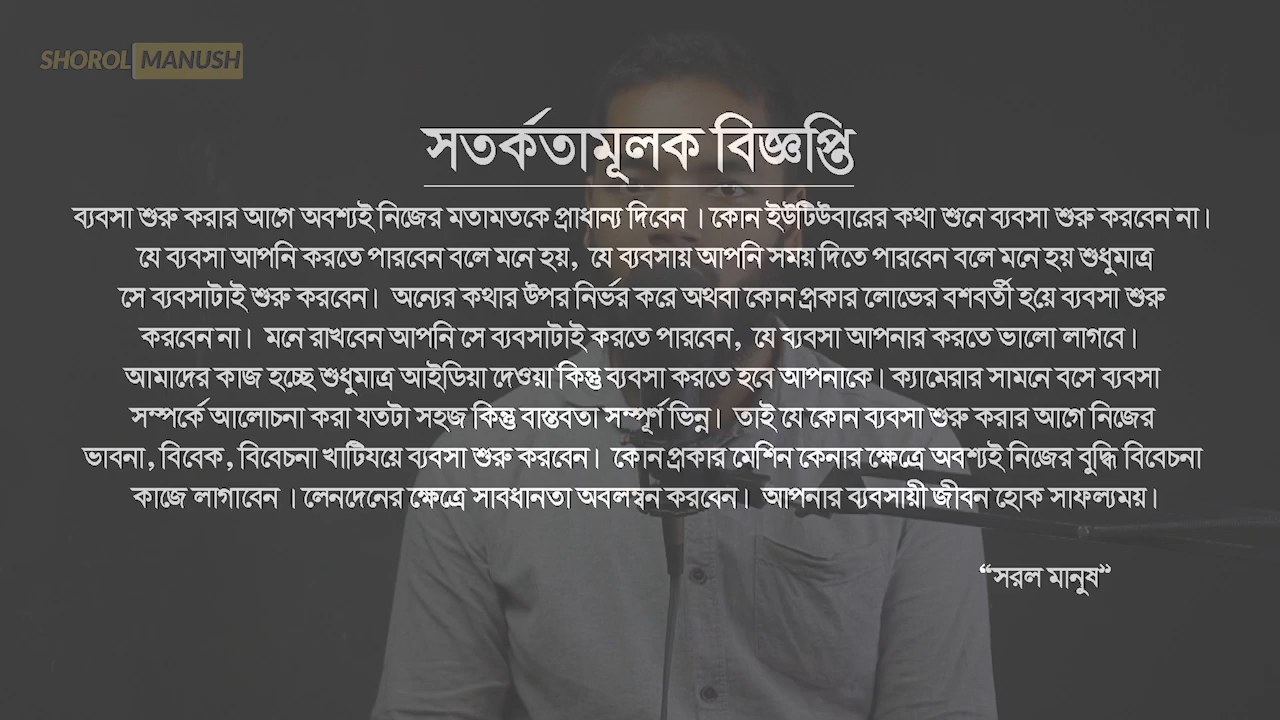 SHOROL MANUSH
সতর্কতামূলক বিজ্ঞপ্তি
ব্যবসা শুরু করার আগে অবশ্যই নিজের মতামতকে প্রাধান্য দিবেন । কোন ইউটিউবারের কথা শুনে ব্যবসা শুরু করবেন না।
যে ব্যবসা আপনি করতে পারবেন বলে মনে হয়, যে ব্যবসায় আপনি সময় দিতে পারবেন বলে মনে হয় শুধুমাত্র
সে ব্যবসাটাই শুরু করবেন। অন্যের কথার উপর নির্ভর করে অথবা কোন প্রকার লোভের বশবর্তী হয়ে ব্যবসা শুরু
করবেন না। মনে রাখবেন আপনি সে ব্যবসাটাই করতে পারবেন, যে ব্যবসা আপনার করতে ভালো লাগবে।
আমাদের কাজ হচ্ছে শুধুমাত্র আইডিয়া দেওয়া কিন্তু ব্যবসা করতে হবে আপনাকে। ক্যামেরার সামনে বসে ব্যবসা
সম্পর্কে আলোচনা করা যতটা সহজ কিন্তু বাস্তবতা সম্পূর্ণ ভিন্ন। তাই যে কোন ব্যবসা শুরু করার আগে নিজের
ভাবনা, বিবেক, বিবেচনা খাটিযয়ে ব্যবসা শুরু করবেন। কোন প্রকার মেশিন কেনার ক্ষেত্রে অবশ্যই নিজের বুদ্ধি বিবেচনা
কাজে লাগাবেন । লেনদেনের ক্ষেত্রে সাবধানতা অবলম্বন করবেন। আপনার ব্যবসায়ী জীবন হোক সাফল্যময়।
“সরল মানুষ”